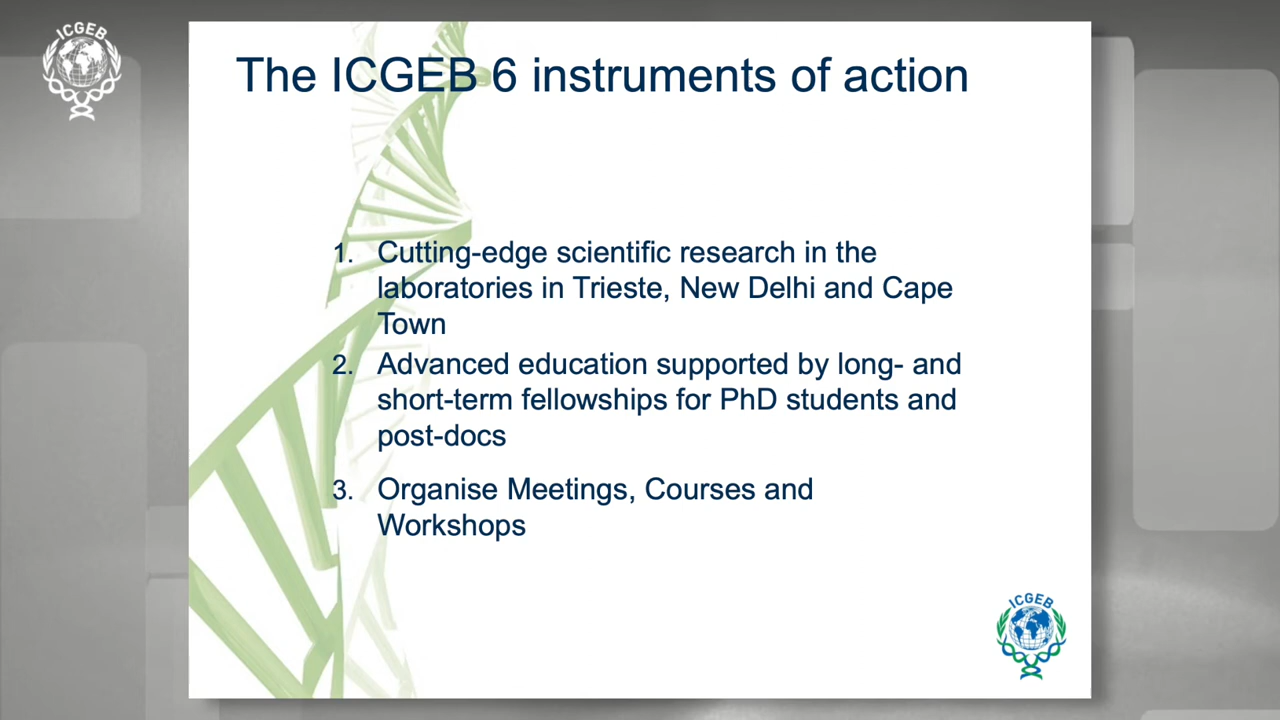 ICGEB
The ICGEB 6 instruments of action
1. Cutting-edge scientific research in the
laboratories in Trieste, New Delhi and Cape
Town
2. Advanced education supported by long- and
short-term fellowships for PhD students and
post-docs
3. Organise Meetings, Courses and
Workshops
ICGEB